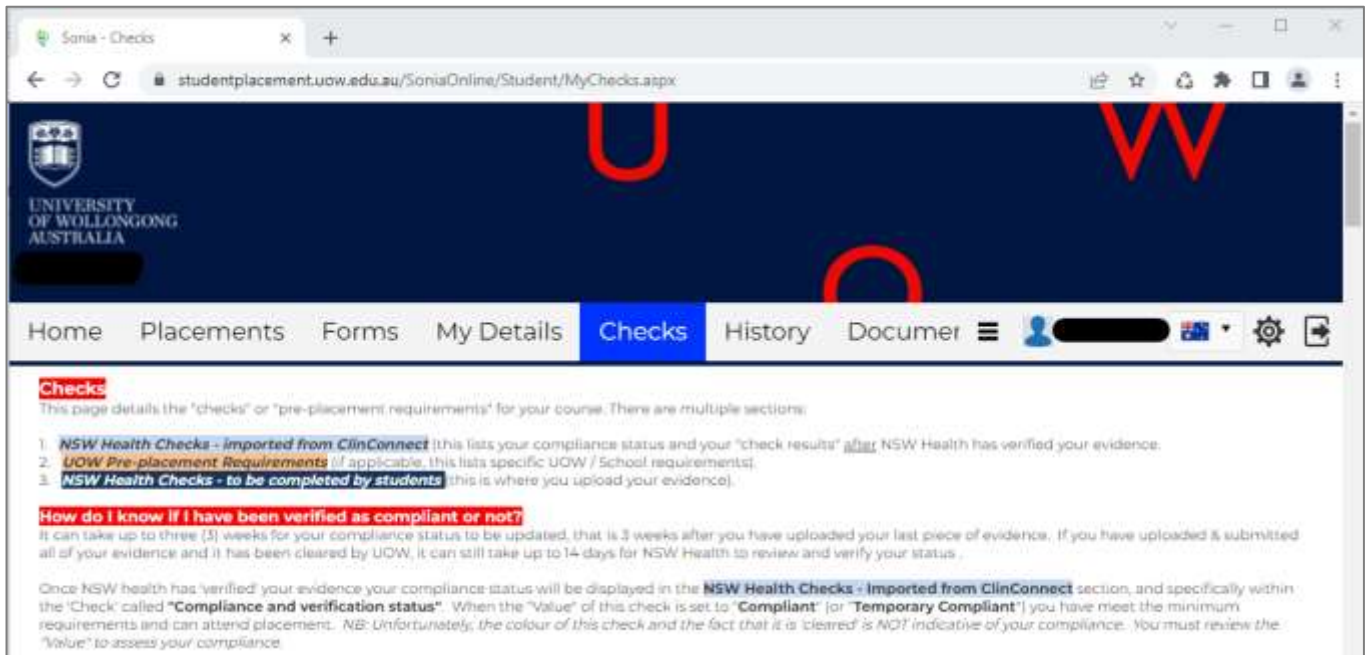 Sonia - Checks
studentplacement.uow.edu.au/SoniaOnline/Student/MyChecks.aspx
U W
O
UNIVERSITY
OF WOLLONGONG
AUSTRALIA
Home Placements Forms My Details Checks History Documer
Checks
This page details the "checks" or "pre-placement requirements" for your course. There are multiple sections:
1. NSW Health Checks - imported from ClinConnect (this lists your compliance status and your "check results" after NSW Health has verified your evidence.
2. UOW Pre-placement Requirements (if applicable, this lists specific UOW / School requirements).
3. NSW Health Checks - to be completed by students (this is where you upload your evidence).
How do I know if I have been verified as compliant or not?
It can take up to three (3) weeks for your compliance status to be updated, that is 3 weeks after you have uploaded your last piece of evidence. If you have uploaded & submitted
all of your evidence and it has been cleared by UOW, it can still take up to 14 days for NSW Health to review and verify your status .
Once NSW health has 'verified' your evidence your compliance status will be displayed in the NSW Health Checks - Imported from ClinConnect section, and specifically within
the 'Check' called "Compliance and verification status". When the "Value" of this check is set to "Compliant" (or "Temporary Compliant") you have meet the minimum
requirements and can attend placement. NB: Unfortunately, the colour of this check and the fact that it is 'cleared' is NOT indicative of your compliance. You must review the
"Value" to assess your compliance.